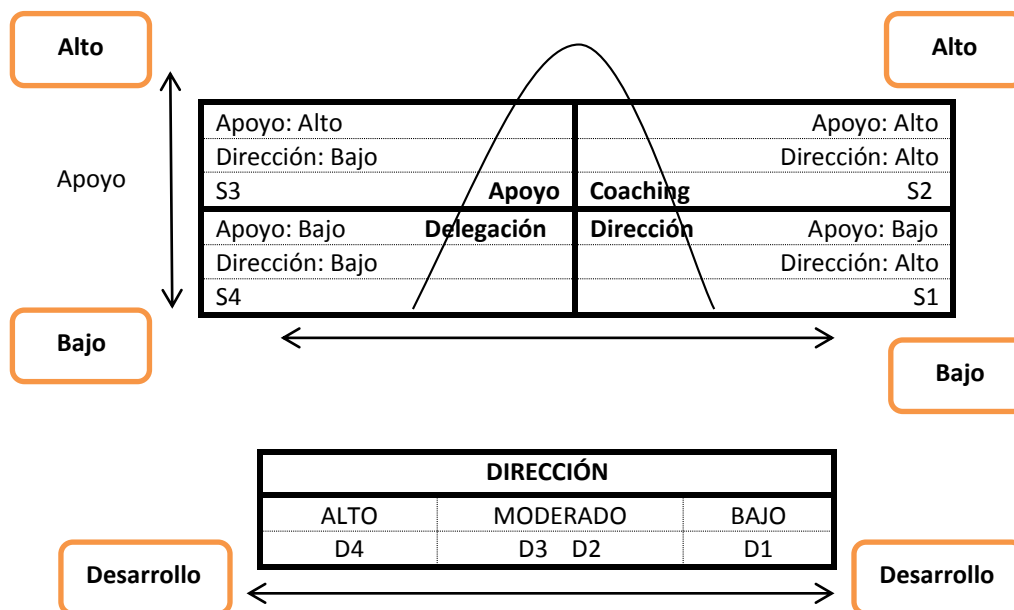 Alto
Alto
Apoyo: Alto
Apoyo: Alto
Dirección: Bajo
Dirección: Alto
Apoyo
S3
Apoyo
Coaching
S2
Apoyo: Bajo
Delegación
Dirección
Apoyo: Bajo
Dirección: Bajo
Dirección: Alto
S4
S1
Bajo
Bajo
DIRECCIÓN
ALTO
MODERADO
BAJO
D4
D3 D2
D1
Desarrollo
Desarrollo